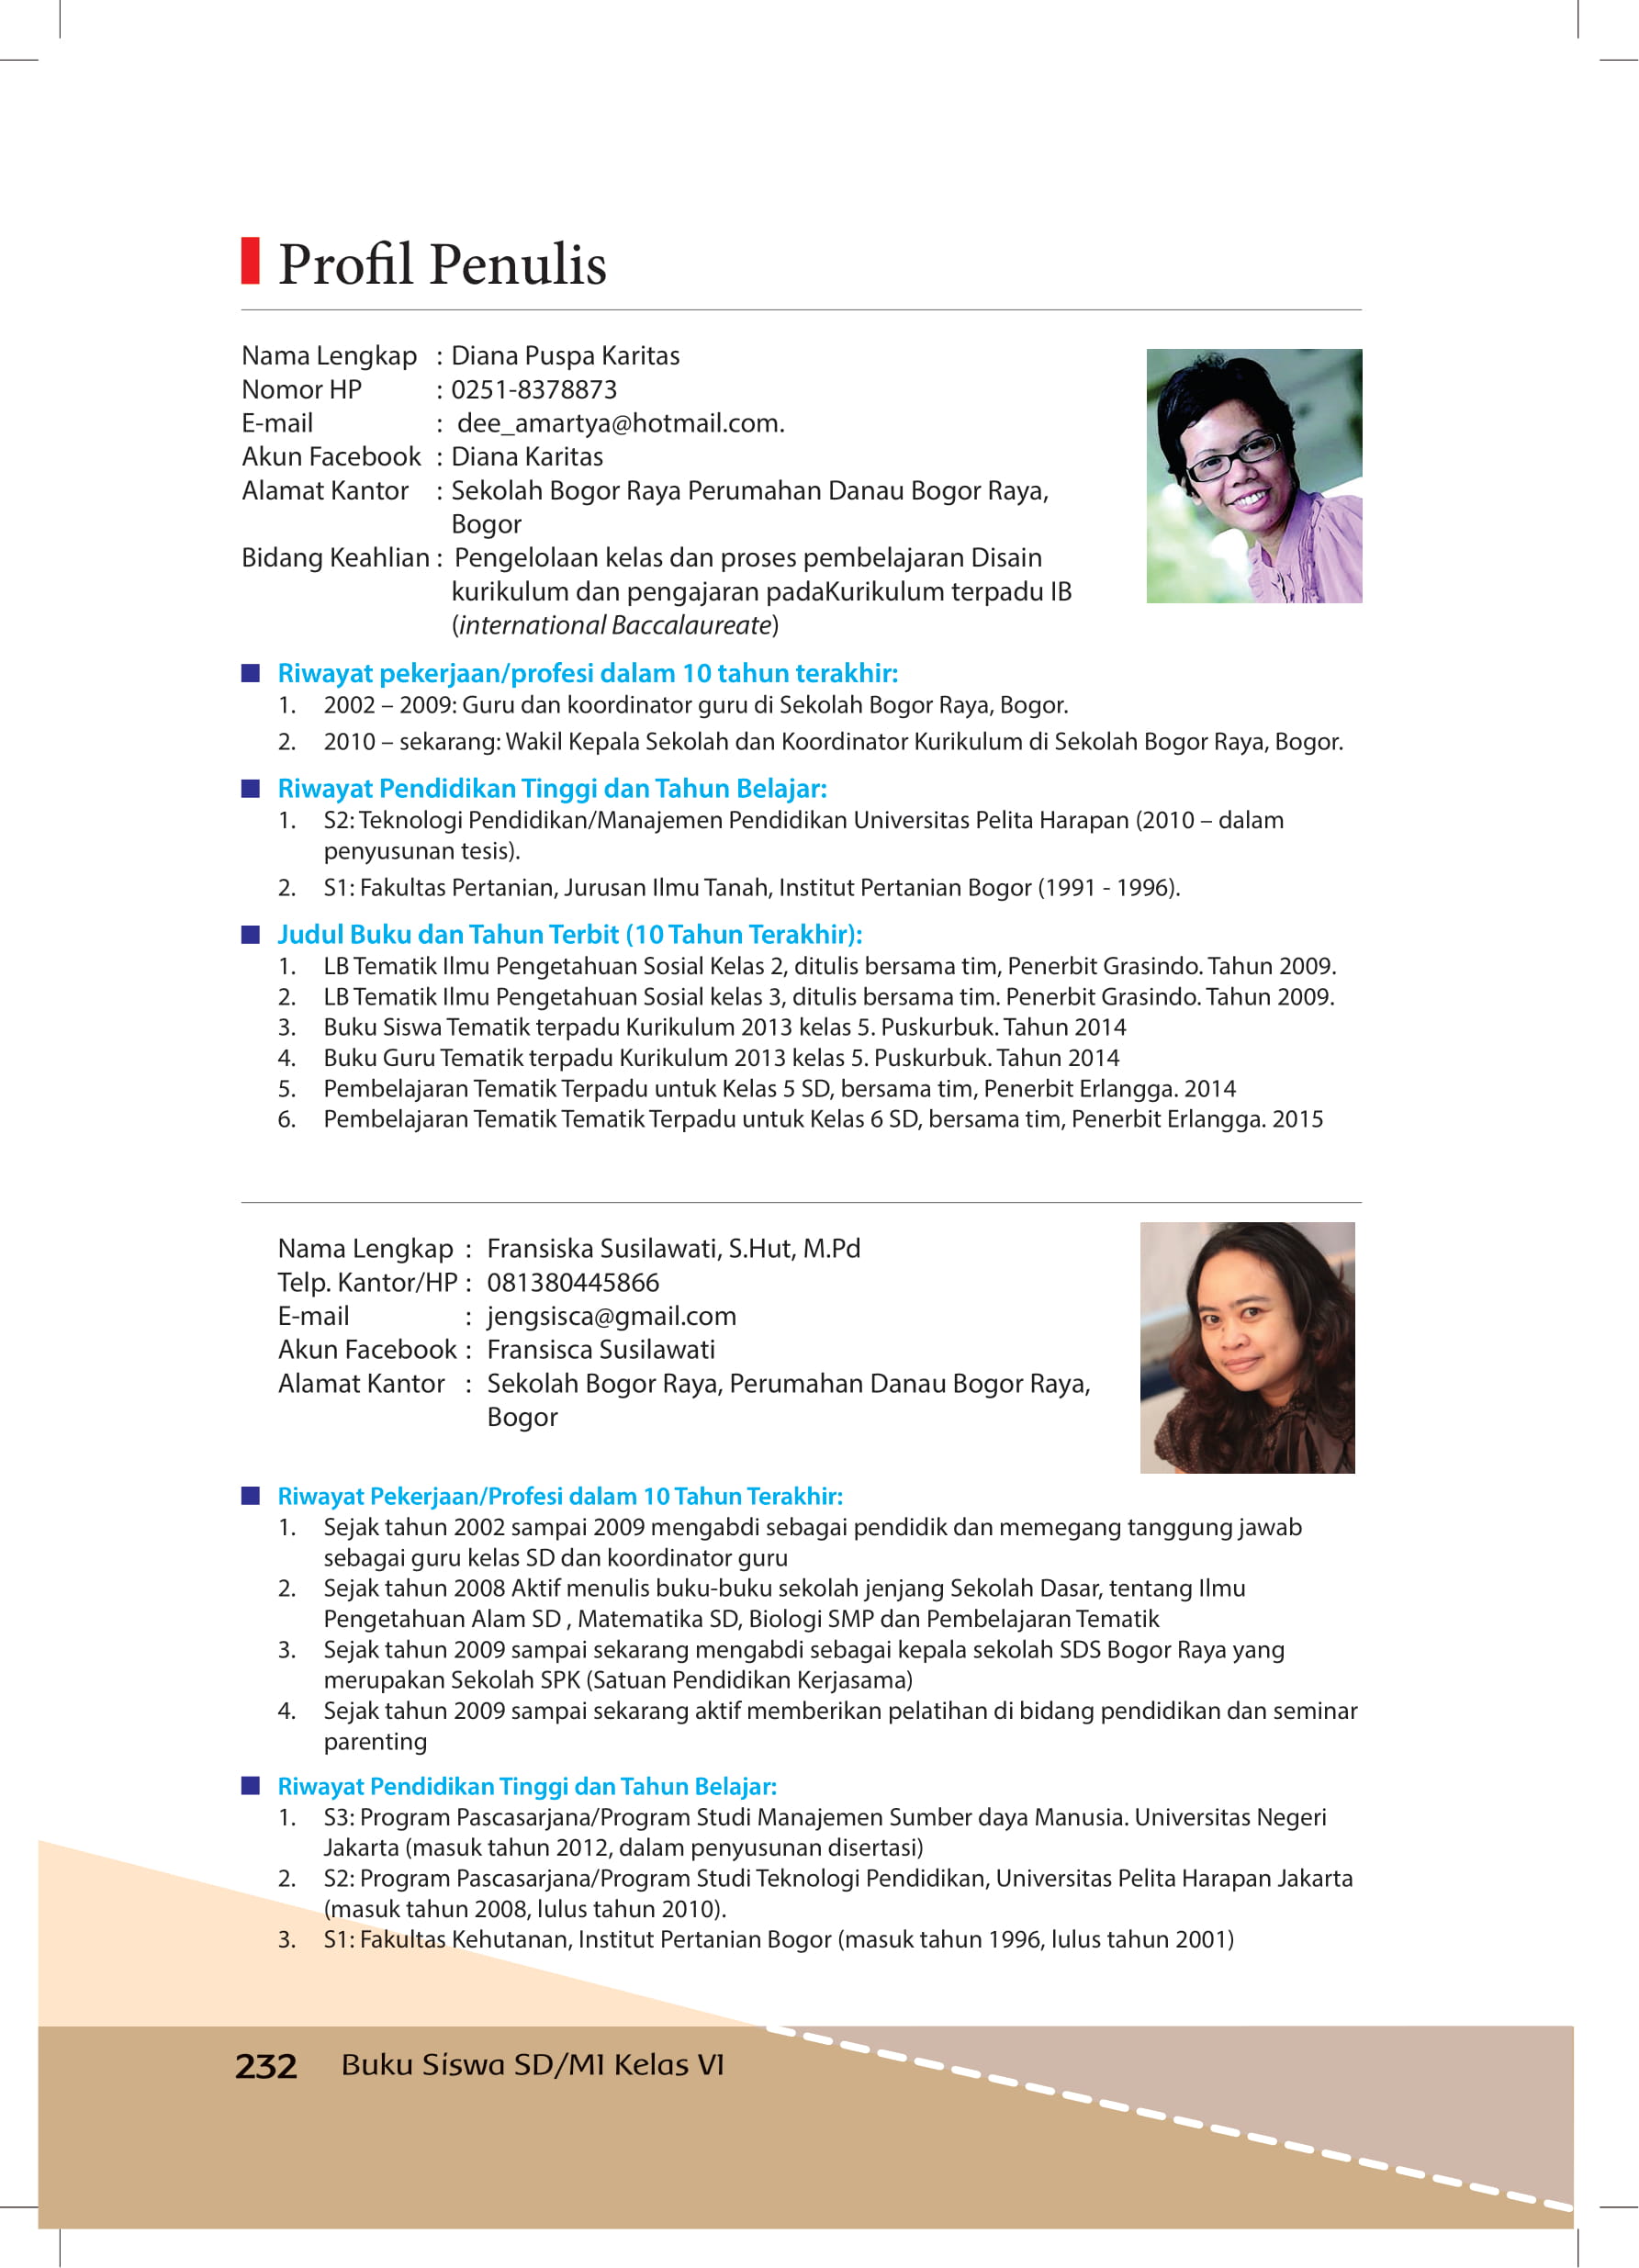 Profil Penulis
Nama Lengkap : Diana Puspa Karitas
Nomor HP : 0251-8378873
E-mail : dee_amartya@hotmail.com.
Akun Facebook : Diana Karitas
Alamat Kantor : Sekolah Bogor Raya Perumahan Danau Bogor Raya,
Bogor
Bidang Keahlian : Pengelolaan kelas dan proses pembelajaran Disain
kurikulum dan pengajaran padaKurikulum terpadu IB
(international Baccalaureate)
Riwayat pekerjaan/profesi dalam 10 tahun terakhir:
1. 2002 – 2009: Guru dan koordinator guru di Sekolah Bogor Raya, Bogor.
2. 2010 – sekarang: Wakil Kepala Sekolah dan Koordinator Kurikulum di Sekolah Bogor Raya, Bogor.
Riwayat Pendidikan Tinggi dan Tahun Belajar:
1. S2: Teknologi Pendidikan/Manajemen Pendidikan Universitas Pelita Harapan (2010 – dalam
penyusunan tesis).
2. S1: Fakultas Pertanian, Jurusan Ilmu Tanah, Institut Pertanian Bogor (1991 - 1996).
Judul Buku dan Tahun Terbit (10 Tahun Terakhir):
1. LB Tematik Ilmu Pengetahuan Sosial Kelas 2, ditulis bersama tim, Penerbit Grasindo. Tahun 2009.
2. LB Tematik Ilmu Pengetahuan Sosial kelas 3, ditulis bersama tim. Penerbit Grasindo. Tahun 2009.
3. Buku Siswa Tematik terpadu Kurikulum 2013 kelas 5. Puskurbuk. Tahun 2014
4. Buku Guru Tematik terpadu Kurikulum 2013 kelas 5. Puskurbuk. Tahun 2014
5. Pembelajaran Tematik Terpadu untuk Kelas 5 SD, bersama tim, Penerbit Erlangga. 2014
6. Pembelajaran Tematik Tematik Terpadu untuk Kelas 6 SD, bersama tim, Penerbit Erlangga. 2015
Nama Lengkap : Fransiska Susilawati, S.Hut, M.Pd
Telp. Kantor/HP : 081380445866
E-mail : jengsisca@gmail.com
Akun Facebook : Fransisca Susilawati
Alamat Kantor : Sekolah Bogor Raya, Perumahan Danau Bogor Raya,
Bogor
Riwayat Pekerjaan/Profesi dalam 10 Tahun Terakhir:
1. Sejak tahun 2002 sampai 2009 mengabdi sebagai pendidik dan memegang tanggung jawab
sebagai guru kelas SD dan koordinator guru
2. Sejak tahun 2008 Aktif menulis buku-buku sekolah jenjang Sekolah Dasar, tentang Ilmu
Pengetahuan Alam SD , Matematika SD, Biologi SMP dan Pembelajaran Tematik
3. Sejak tahun 2009 sampai sekarang mengabdi sebagai kepala sekolah SDS Bogor Raya yang
merupakan Sekolah SPK (Satuan Pendidikan Kerjasama)
4. Sejak tahun 2009 sampai sekarang aktif memberikan pelatihan di bidang pendidikan dan seminar
parenting
Riwayat Pendidikan Tinggi dan Tahun Belajar:
1. S3: Program Pascasarjana/Program Studi Manajemen Sumber daya Manusia. Universitas Negeri
Jakarta (masuk tahun 2012, dalam penyusunan disertasi)
2. S2: Program Pascasarjana/Program Studi Teknologi Pendidikan, Universitas Pelita Harapan Jakarta
(masuk tahun 2008, lulus tahun 2010).
3. S1: Fakultas Kehutanan, Institut Pertanian Bogor (masuk tahun 1996, lulus tahun 2001)
232 Buku Siswa SD/MI Kelas VI